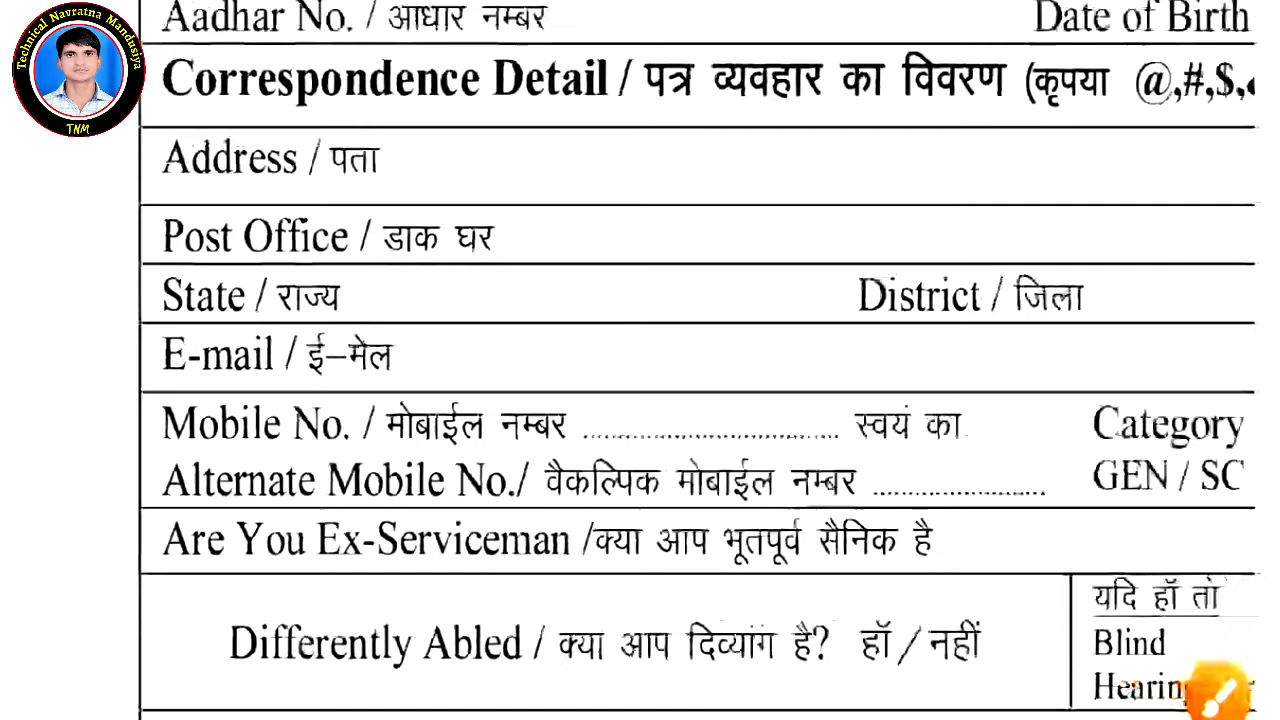 Technical Navratna Mandusiya
TNM
Aadhar No. / आधार नम्बर Date of Birth
Correspondence Detail / पत्र व्यवहार का विवरण (कृपया @,#,$,
Address / पता
Post Office / डाक घर
State / राज्य District / जिला
E-mail / ई–मेल
Mobile No. / मोबाईल नम्बर ................................ स्वयं का Category
Alternate Mobile No./ वैकल्पिक मोबाईल नम्बर ...................... GEN / SC
Are You Ex-Serviceman /क्या आप भूतपूर्व सैनिक है
यदि हॉ तो
Differently Abled / क्या आप दिव्यांग है? हॉ / नहीं Blind